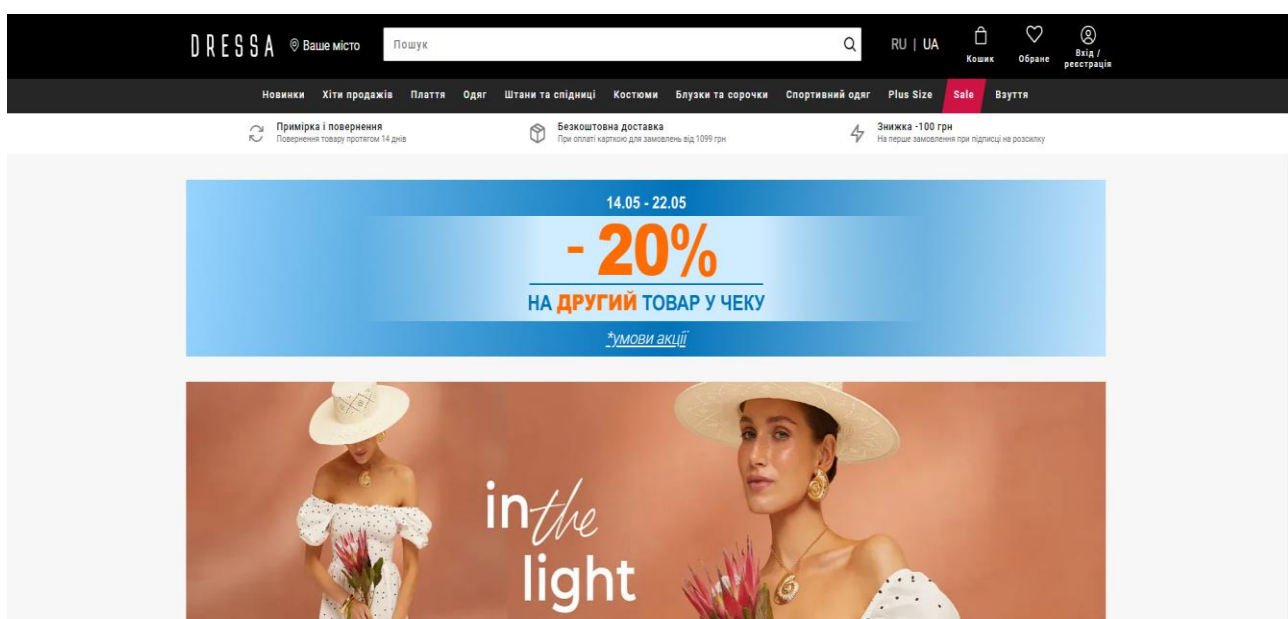 DRESSA
Ваше місто
Пошук
RU | UA
Кошик
Обране
Вхід /
реєстрація
Новинки Хіти продажів Плаття Одяг Штани та спідниці Костюми Блузки та сорочки Спортивний одяг Plus Size Sale Взуття
Примірка і повернення
Повернення товару протягом 14 днів
Безкоштовна доставка
При оплаті карткою для замовлень від 1099 грн
Знижка -100 грн
На перше замовлення при підписці на розсилку
14.05 - 22.05
- 20%
НА ДРУГИЙ ТОВАР У ЧЕКУ
*умови акції
in the
light